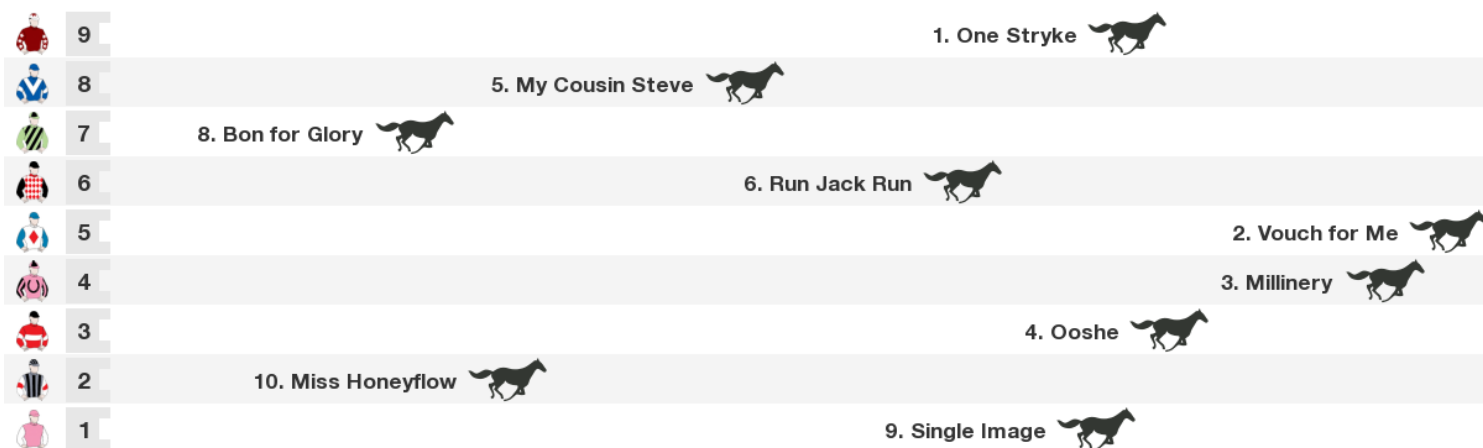 9 1. One Stryke
8 5. My Cousin Steve
7 8. Bon for Glory
6 6. Run Jack Run
5 2. Vouch for Me
4 3. Millinery
3 4. Ooshe
2 10. Miss Honeyflow
1 9. Single Image